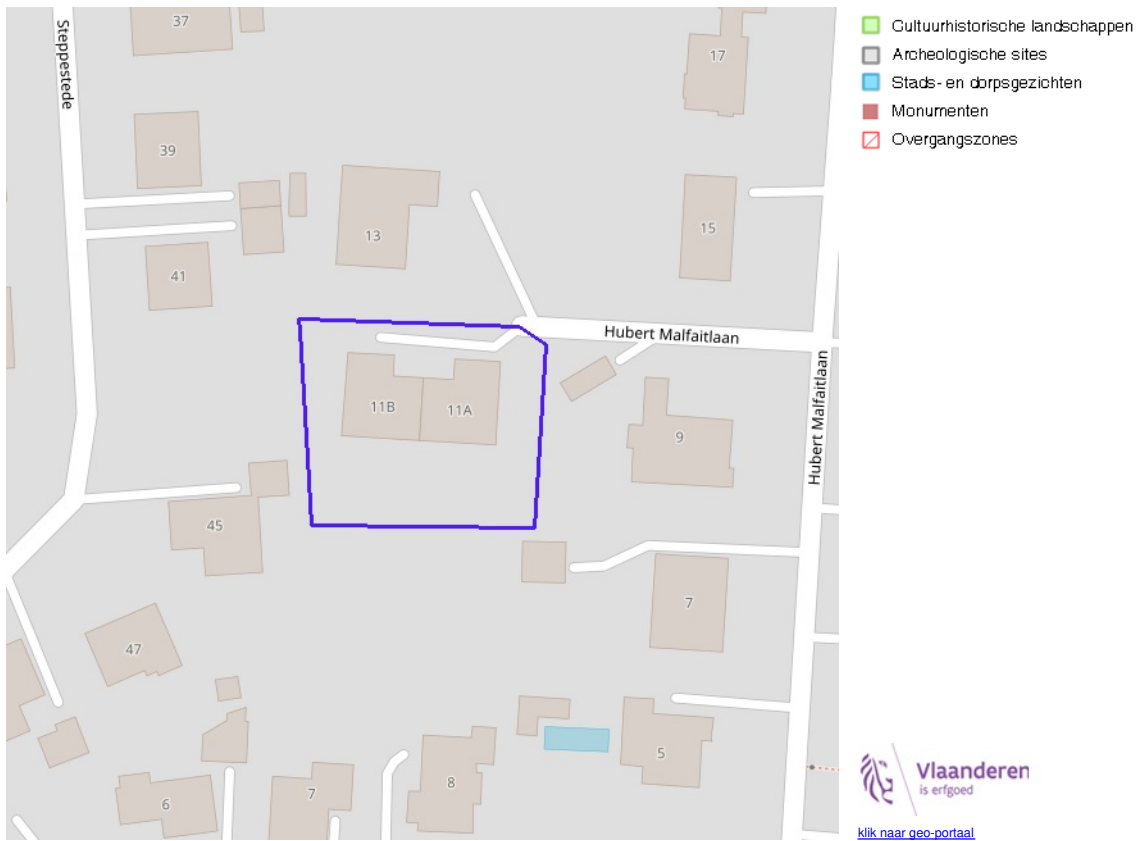 37
Steppestede
17
39
13
15
41
Hubert Malfaitlaan
11B
11A
9
Hubert Malfaitlaan
45
7
47
5
6
7
8
Cultuurhistorische landschappen
Archeologische sites
Stads- en dorpsgezichten
Monumenten
Overgangszones
Vlaanderen
is erfgoed
klik naar geo-portaal